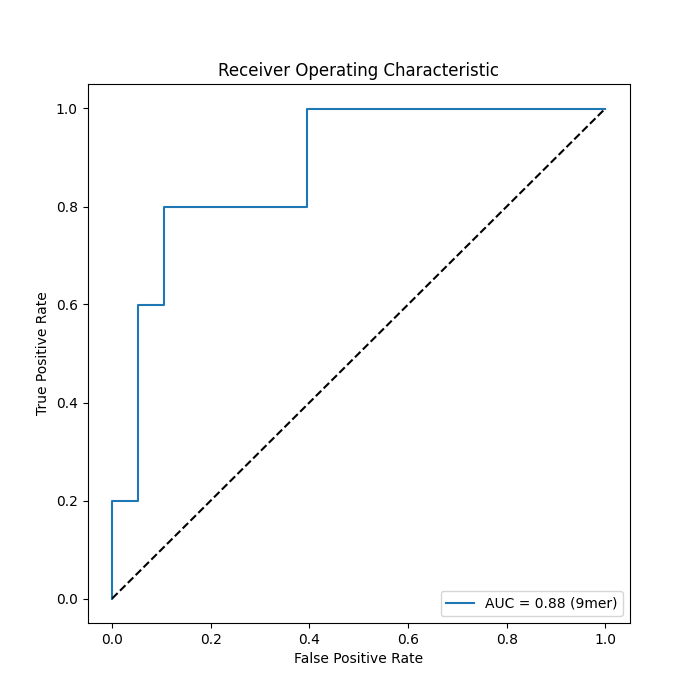 Receiver Operating Characteristic
1.0
0.8
0.6
0.4
0.2
0.0
True Positive Rate
AUC = 0.88 (9mer)
0.0 0.2 0.4 0.6 0.8 1.0
False Positive Rate